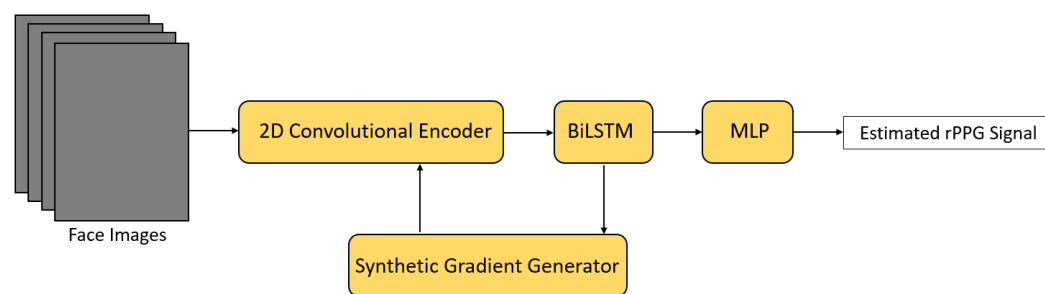 Face Images
2D Convolutional Encoder
BiLSTM
MLP
Estimated rPPG Signal
Synthetic Gradient Generator